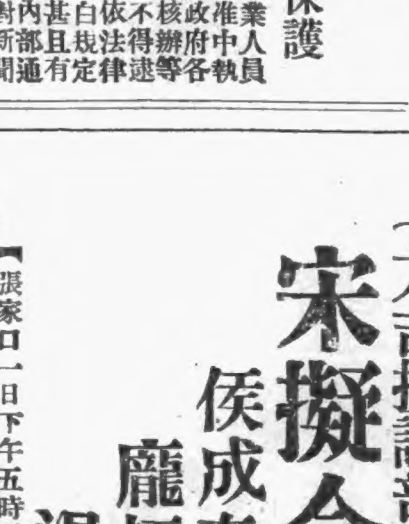 護
業人員
准中執
政府各
核辦等
不得逮
依法律
白規定
甚且有
內部通
對新聞
宋擬
侯成
龐
【張家口一日下午五時